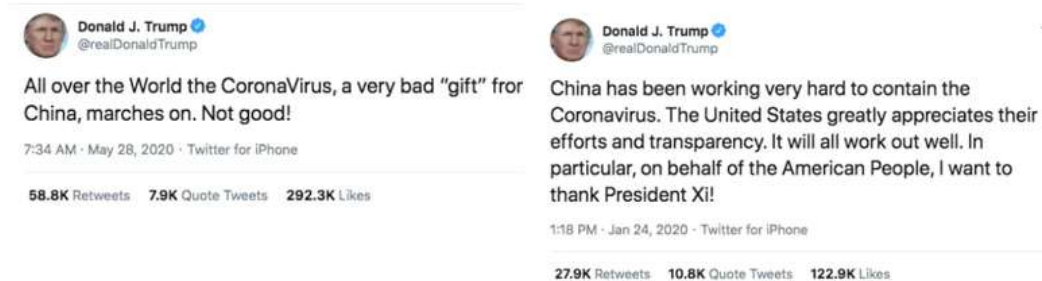 Donald J. Trump
@realDonaldTrump
All over the World the CoronaVirus, a very bad “gift” fror
China, marches on. Not good!
7:34 AM · May 28, 2020 · Twitter for iPhone
58.8K Retweets 7.9K Quote Tweets 292.3K Likes
Donald J. Trump
@realDonaldTrump
China has been working very hard to contain the
Coronavirus. The United States greatly appreciates their
efforts and transparency. It will all work out well. In
particular, on behalf of the American People, I want to
thank President Xi!
1:18 PM · Jan 24, 2020 · Twitter for iPhone
27.9K Retweets 10.8K Quote Tweets 122.9K Likes